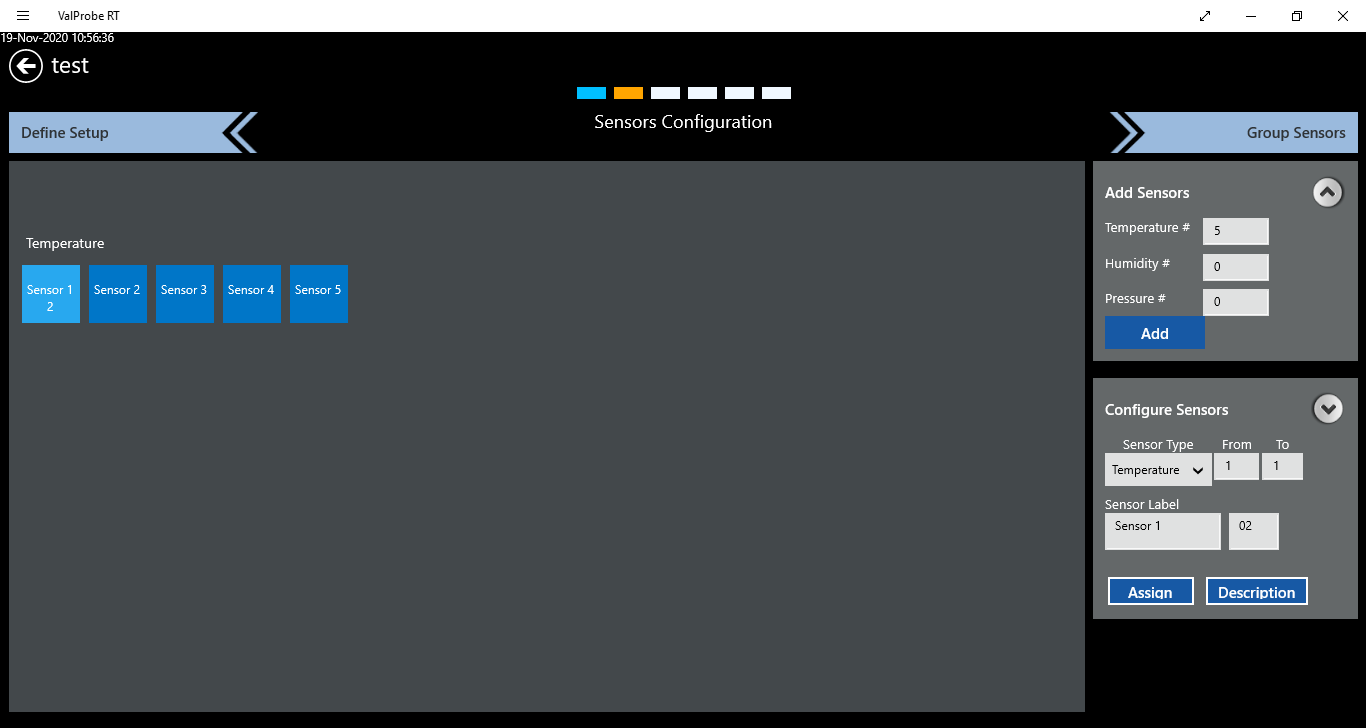 ValProbe RT
19-Nov-2020 10:56:36
test
Define Setup
Sensors Configuration
Group Sensors
Temperature
Sensor 1
2
Sensor 2
Sensor 3
Sensor 4
Sensor 5
Add Sensors
Temperature # 5
Humidity # 0
Pressure # 0
Add
Configure Sensors
Sensor Type From To
Temperature 1 1
Sensor Label
Sensor 1 02
Assign Description